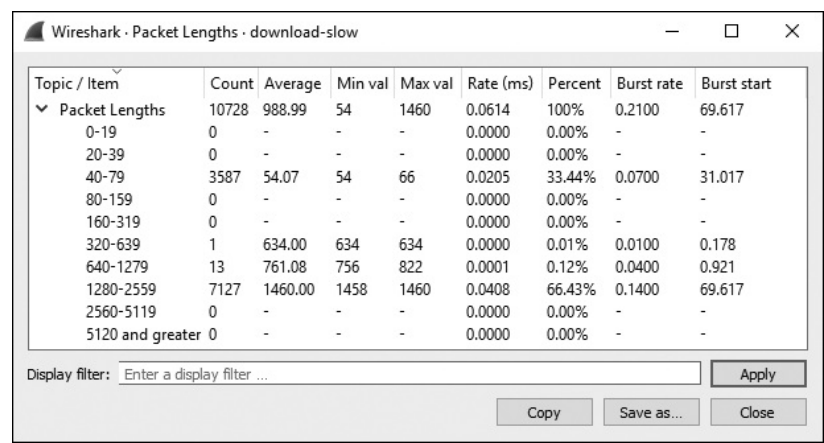 Wireshark · Packet Lengths · download-slow
Topic / Item Count Average Min val Max val Rate (ms) Percent Burst rate Burst start
Packet Lengths 10728 988.99 54 1460 0.0614 100% 0.2100 69.617
0-19 0 - - - 0.0000 0.00% - -
20-39 0 - - - 0.0000 0.00% - -
40-79 3587 54.07 54 66 0.0205 33.44% 0.0700 31.017
80-159 0 - - - 0.0000 0.00% - -
160-319 0 - - - 0.0000 0.00% - -
320-639 1 634.00 634 634 0.0000 0.01% 0.0100 0.178
640-1279 13 761.08 756 822 0.0001 0.12% 0.0400 0.921
1280-2559 7127 1460.00 1458 1460 0.0408 66.43% 0.1400 69.617
2560-5119 0 - - - 0.0000 0.00% - -
5120 and greater 0 - - - 0.0000 0.00% - -
Display filter: Enter a display filter ... Apply
Copy Save as... Close